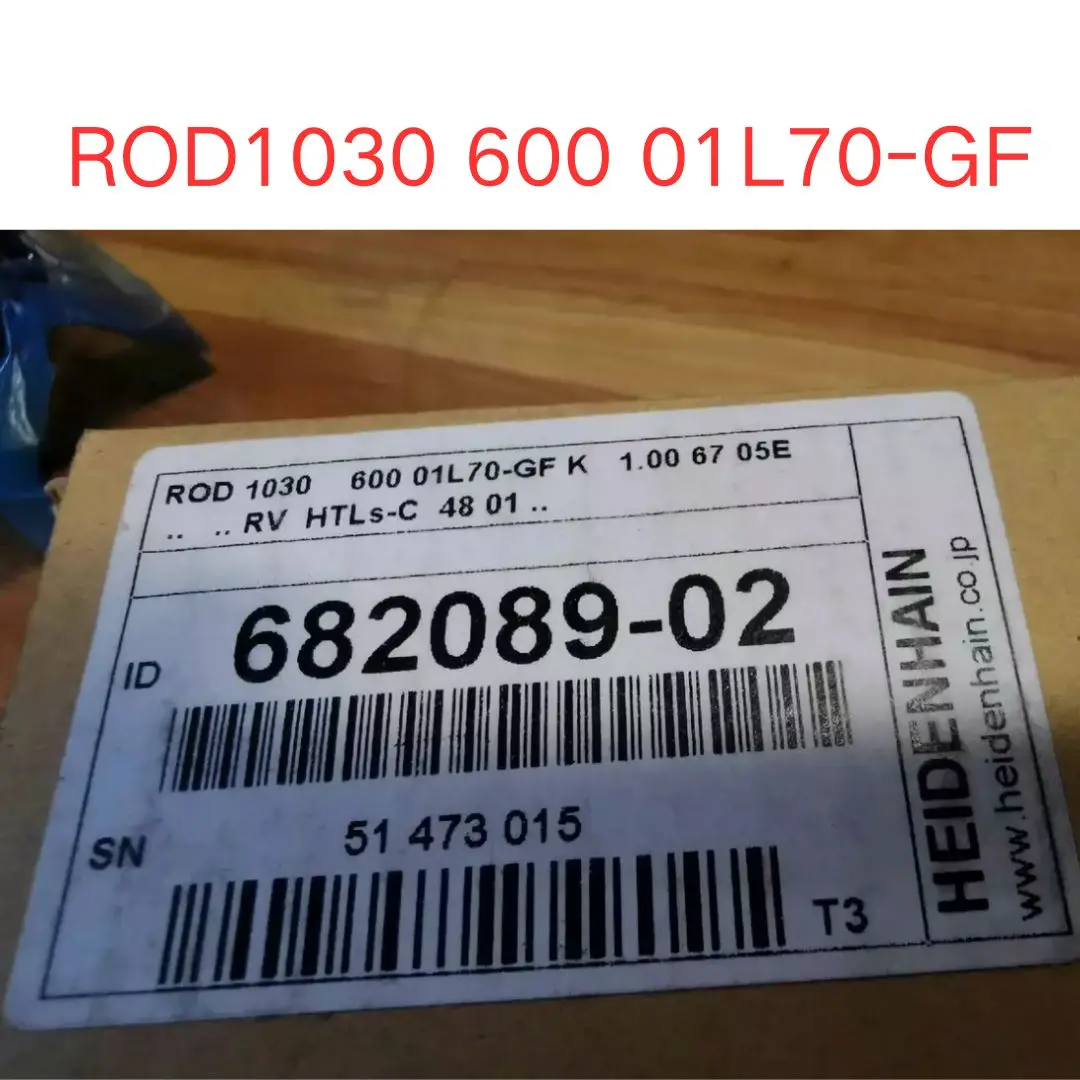 ROD1030 600 01L70-GF
ROD 1030 600 01L70-GF K 1.00 67 05E
.. .. RV HTLs-C 48 01 ..
ID 682089-02
SN 51 473 015
T3
HEIDENHAIN
www.heidenhain.co.jp